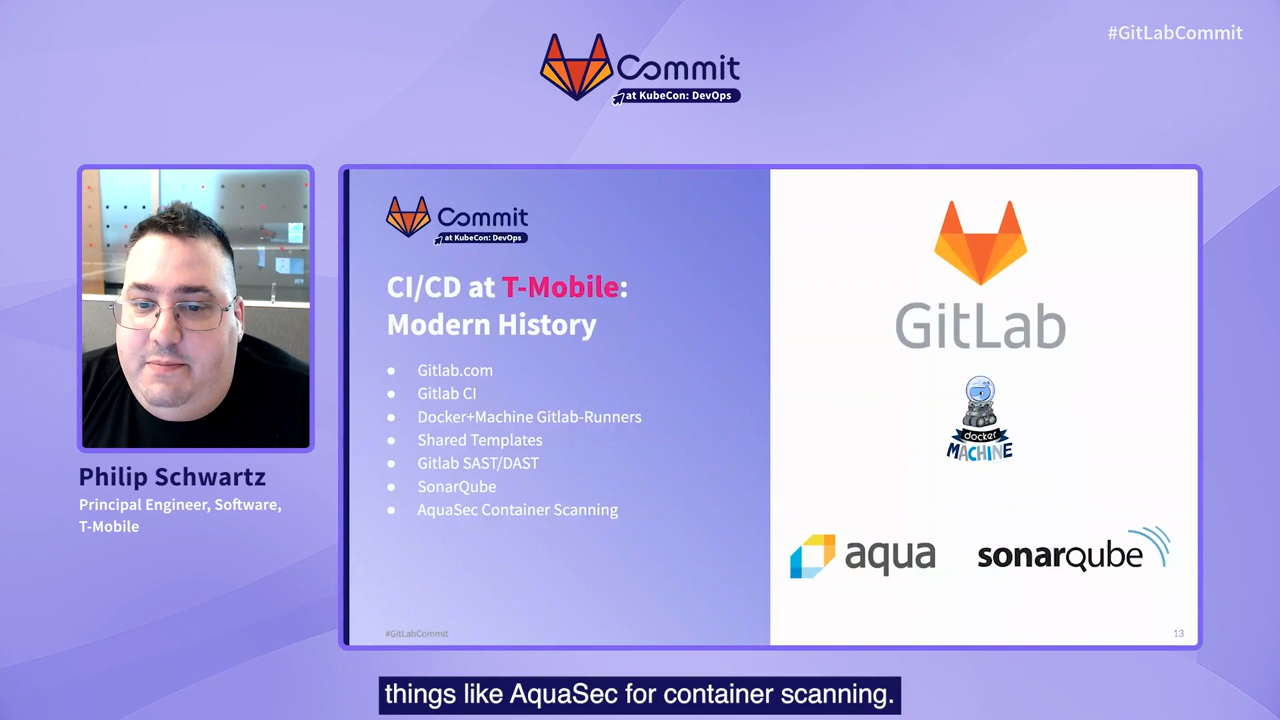 #GitLabCommit
Commit
at KubeCon: DevOps
Commit
at KubeCon: DevOps
CI/CD at T-Mobile:
Modern History
● Gitlab.com
● Gitlab CI
● Docker+Machine Gitlab-Runners
● Shared Templates
● Gitlab SAST/DAST
● SonarQube
● AquaSec Container Scanning
#GitLabCommit
GitLab
docker
MACHINE
aqua
sonarqube
13
Philip Schwartz
Principal Engineer, Software,
T-Mobile
things like AquaSec for container scanning.